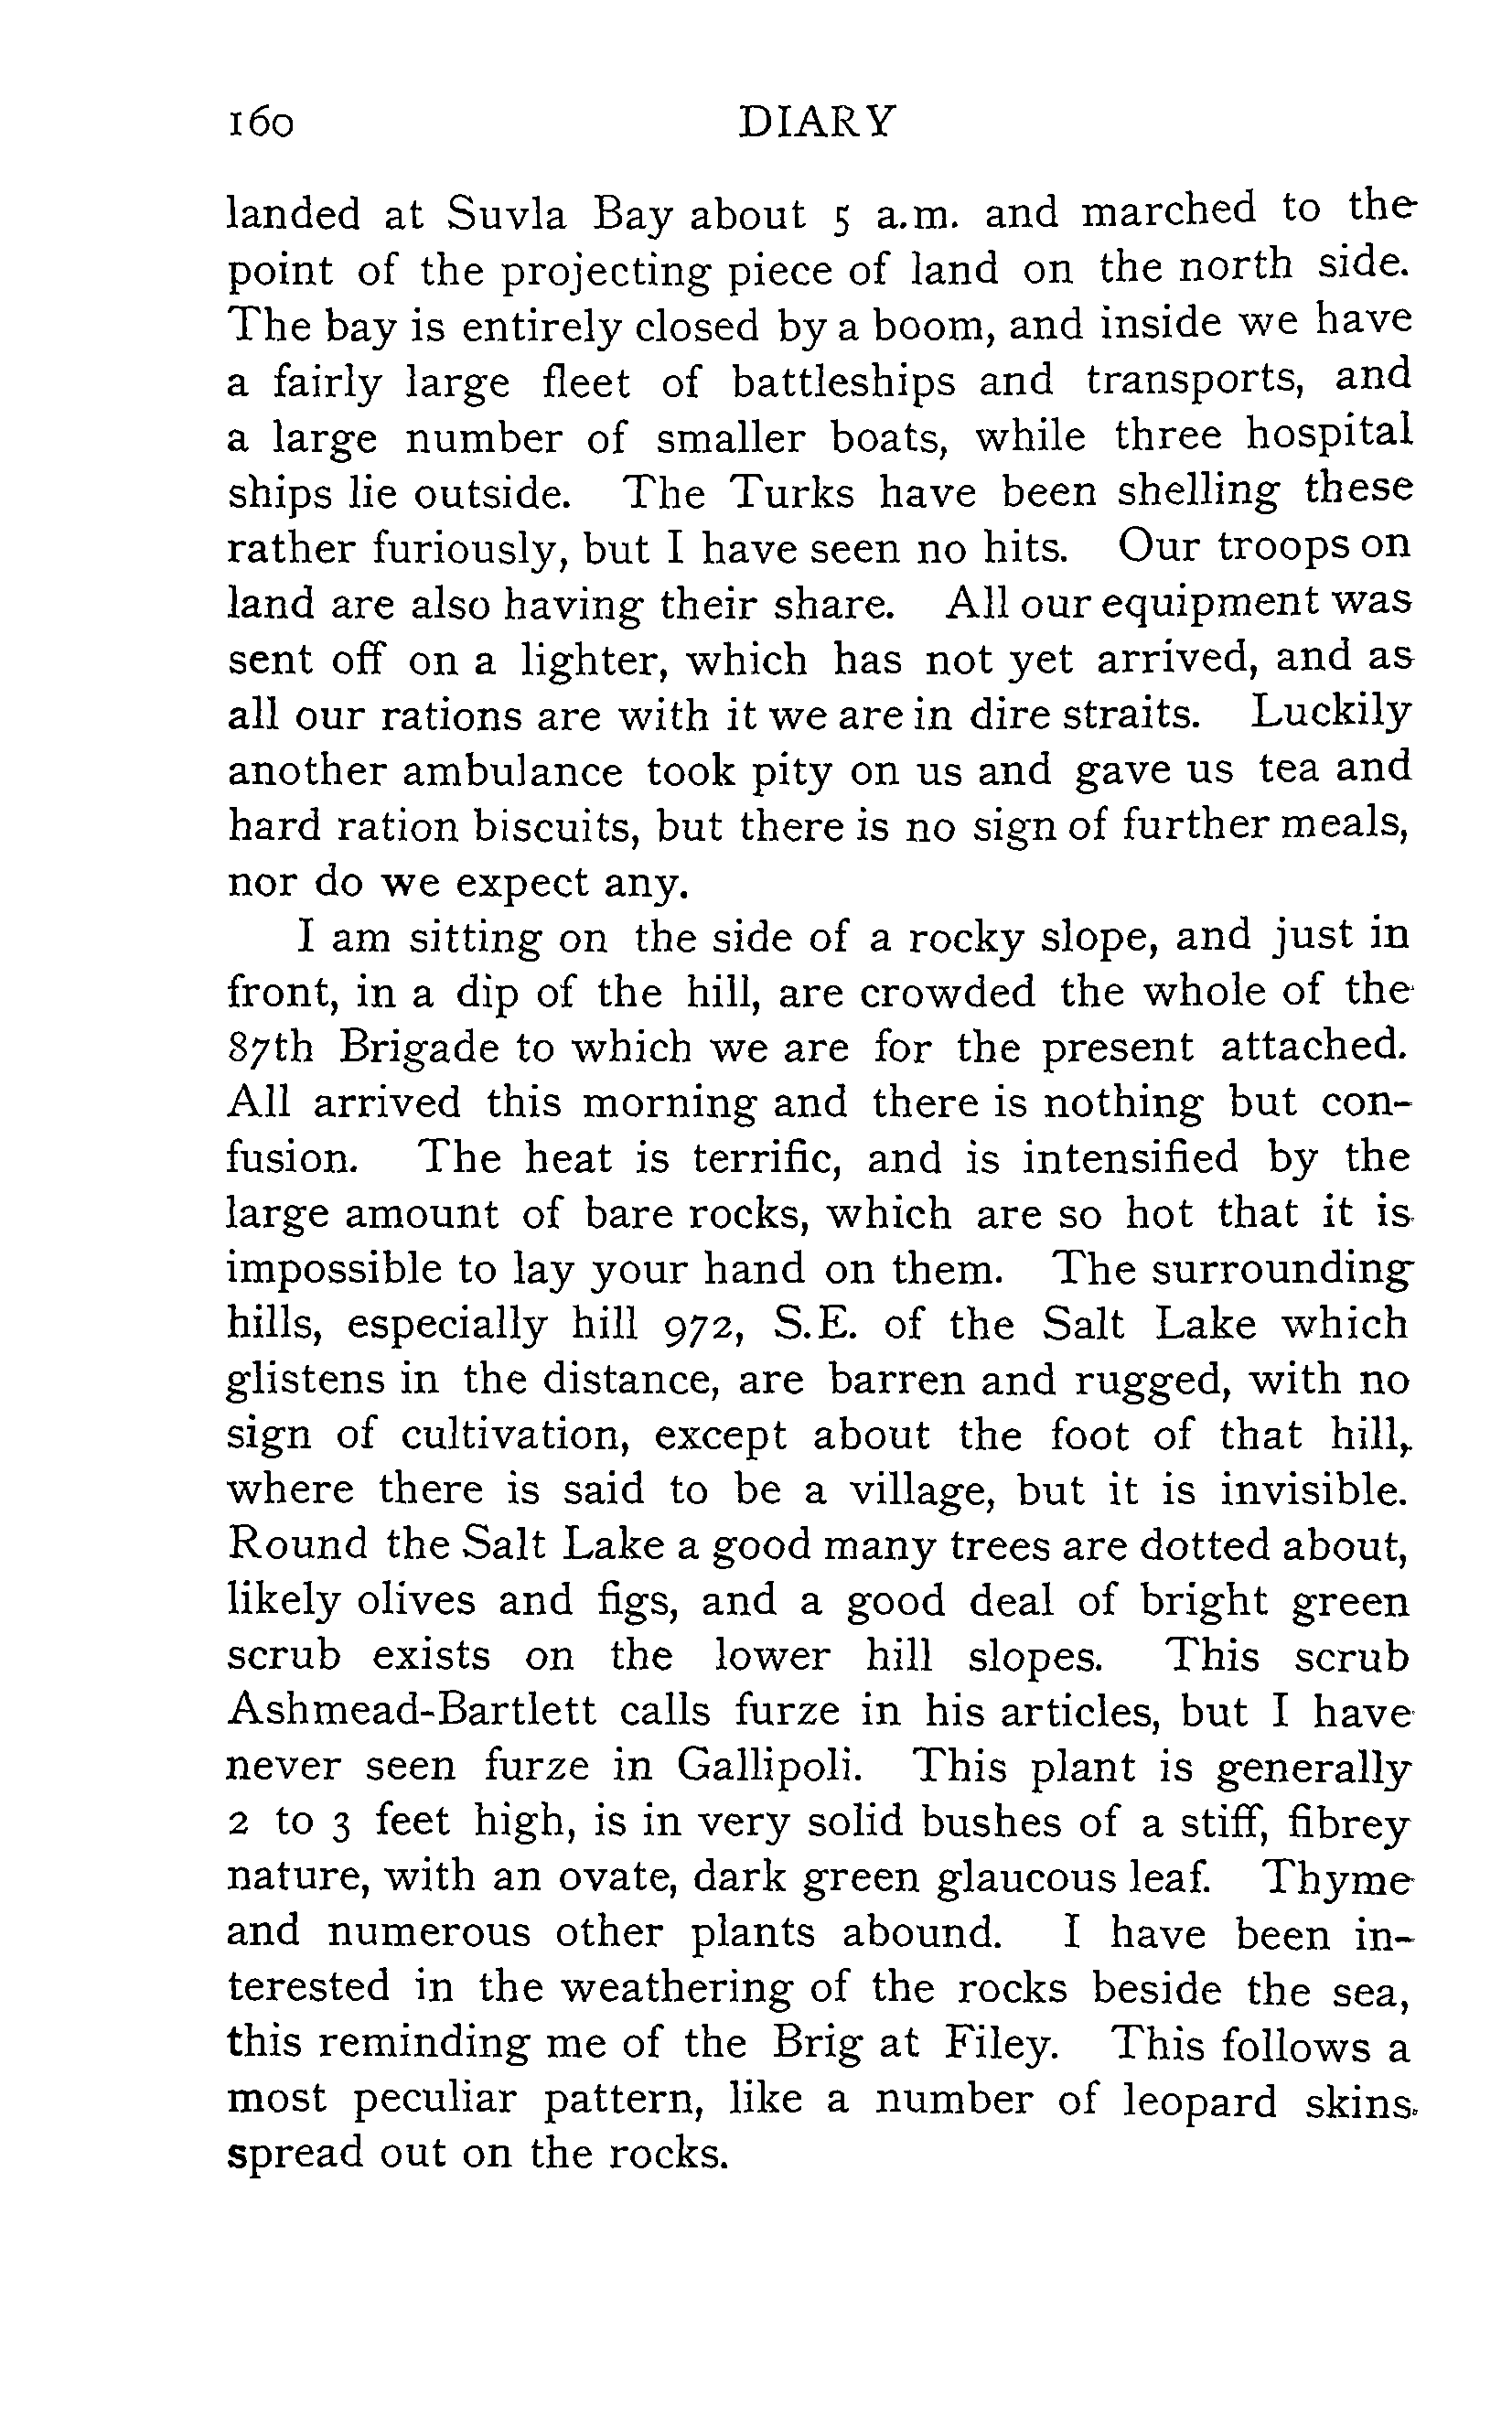 160 DIARY
landed at Suvla Bay about 5 a.m. and marched to the
point of the projecting piece of land on the north side.
The bay is entirely closed by a boom, and inside we have
a fairly large fleet of battleships and transports, and
a large number of smaller boats, while three hospital
ships lie outside. The Turks have been shelling these
rather furiously, but I have seen no hits. Our troops on
land are also having their share. All our equipment was
sent off on a lighter, which has not yet arrived, and as
all our rations are with it we are in dire straits. Luckily
another ambulance took pity on us and gave us tea and
hard ration biscuits, but there is no sign of further meals,
nor do we expect any.
I am sitting on the side of a rocky slope, and just in
front, in a dip of the hill, are crowded the whole of the
87th Brigade to which we are for the present attached.
All arrived this morning and there is nothing but con-
fusion. The heat is terrific, and is intensified by the
large amount of bare rocks, which are so hot that it is
impossible to lay your hand on them. The surrounding
hills, especially hill 972, S.E. of the Salt Lake which
glistens in the distance, are barren and rugged, with no
sign of cultivation, except about the foot of that hill,
where there is said to be a village, but it is invisible.
Round the Salt Lake a good many trees are dotted about,
likely olives and figs, and a good deal of bright green
scrub exists on the lower hill slopes. This scrub
Ashmead-Bartlett calls furze in his articles, but I have
never seen furze in Gallipoli. This plant is generally
2 to 3 feet high, is in very solid bushes of a stiff, fibrey
nature, with an ovate, dark green glaucous leaf. Thyme
and numerous other plants abound. I have been in-
terested in the weathering of the rocks beside the sea,
this reminding me of the Brig at Filey. This follows a
most peculiar pattern, like a number of leopard skins
spread out on the rocks.